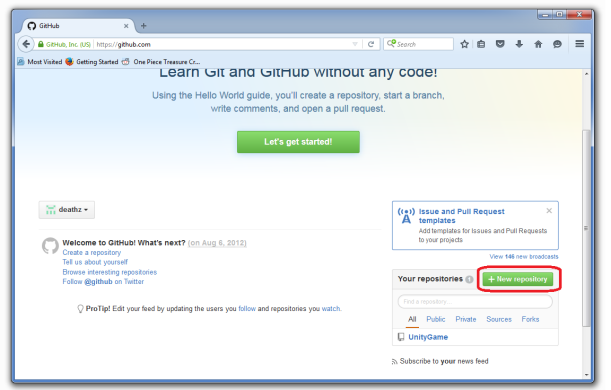 GitHub
GitHub, Inc. (US) https://github.com
Search
Most Visited Getting Started One Piece Treasure Cr...
Learn Git and GitHub without any code!
Using the Hello World guide, you'll create a repository, start a branch,
write comments, and open a pull request.
Let's get started!
deathz
Welcome to GitHub! What's next? (on Aug 6, 2012)
Create a repository
Tell us about yourself
Browse interesting repositories
Follow @github on Twitter
ProTip! Edit your feed by updating the users you follow and repositories you watch.
Issue and Pull Request
templates
Add templates for Issues and Pull Requests
to your projects
View 146 new broadcasts
Your repositories 1 + New repository
Find a repository...
All Public Private Sources Forks
UnityGame
Subscribe to your news feed